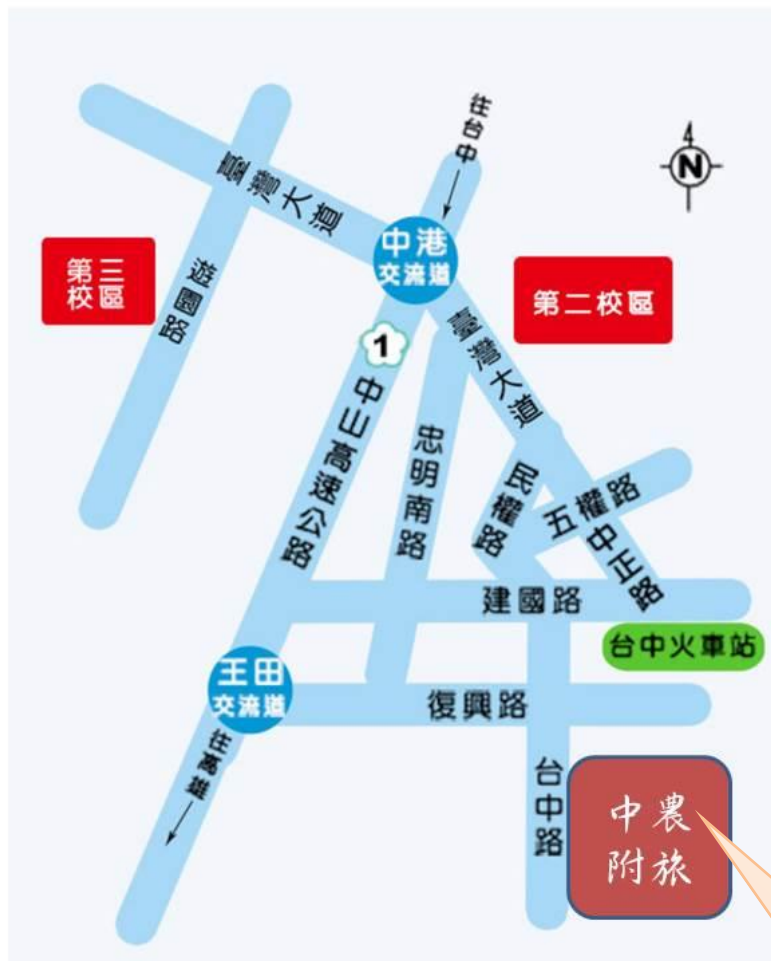 往台中
N
臺灣大道
中港
交流道
第三
校區
遊園路
第二校區
1
臺灣大道
中山高速公路
忠明南路
民權路
五權路
中正路
建國路
台中火車站
王田
交流道
復興路
往高雄
台中路
中農
附旅